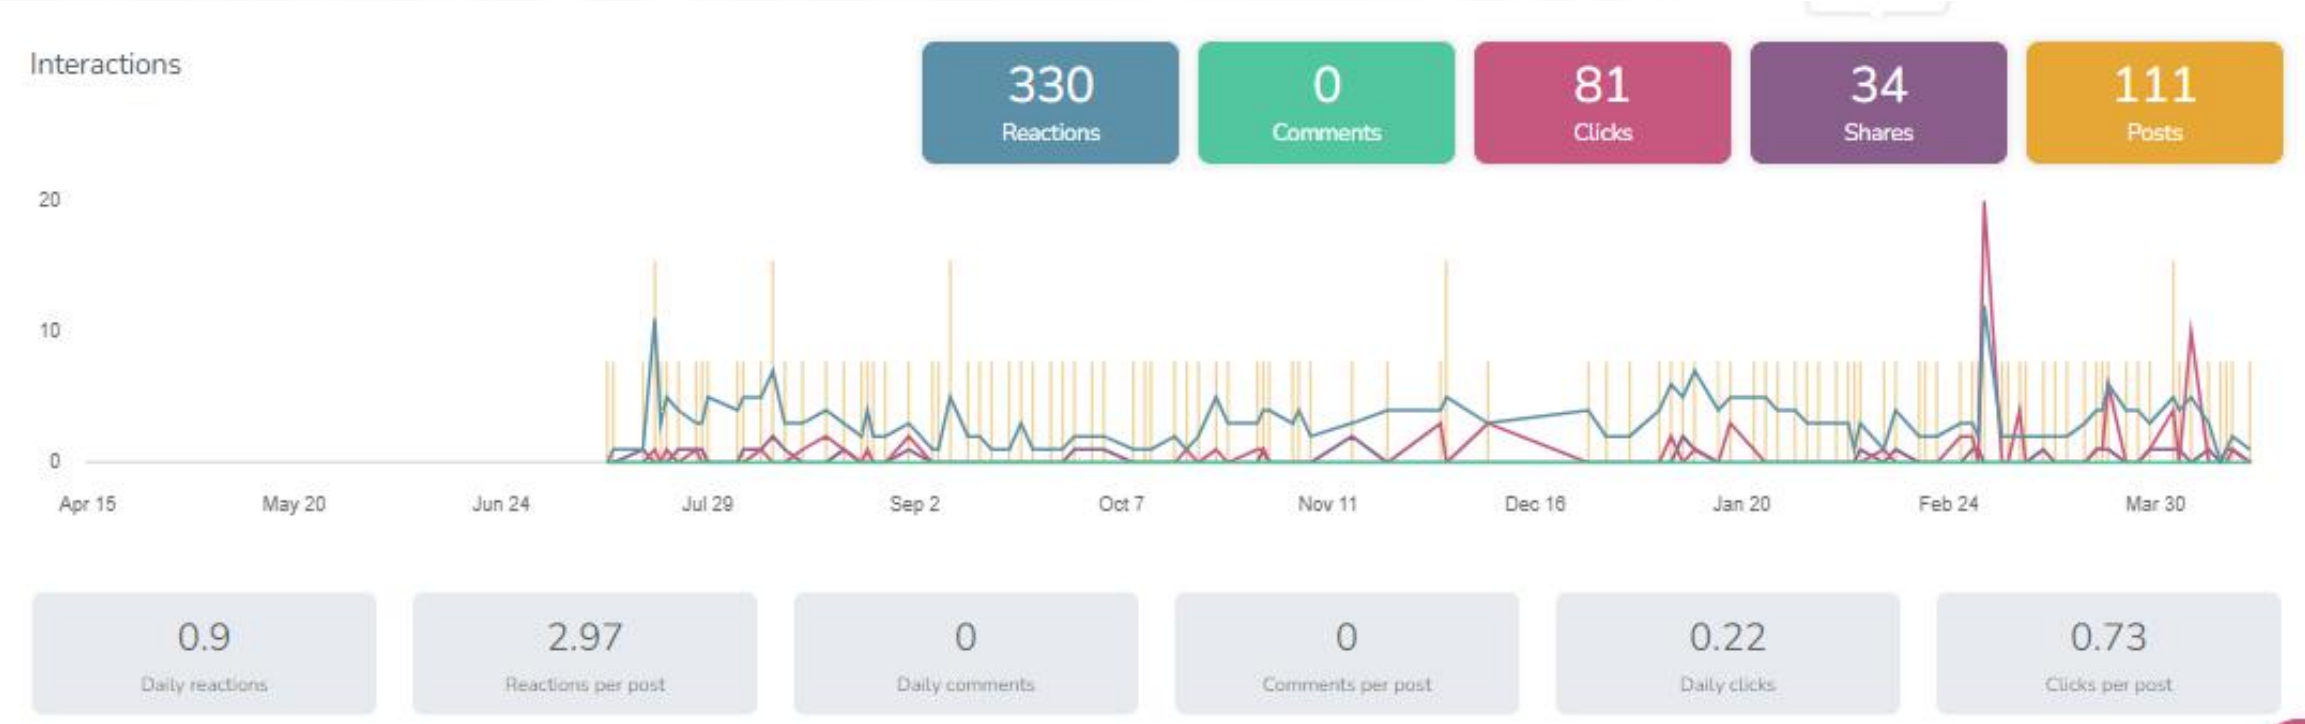 Interactions
330
Reactions
0
Comments
81
Clicks
34
Shares
111
Posts
20
10
0
Apr 15 May 20 Jun 24 Jul 29 Sep 2 Oct 7 Nov 11 Dec 16 Jan 20 Feb 24 Mar 30
0.9
Daily reactions
2.97
Reactions per post
0
Daily comments
0
Comments per post
0.22
Daily clicks
0.73
Clicks per post